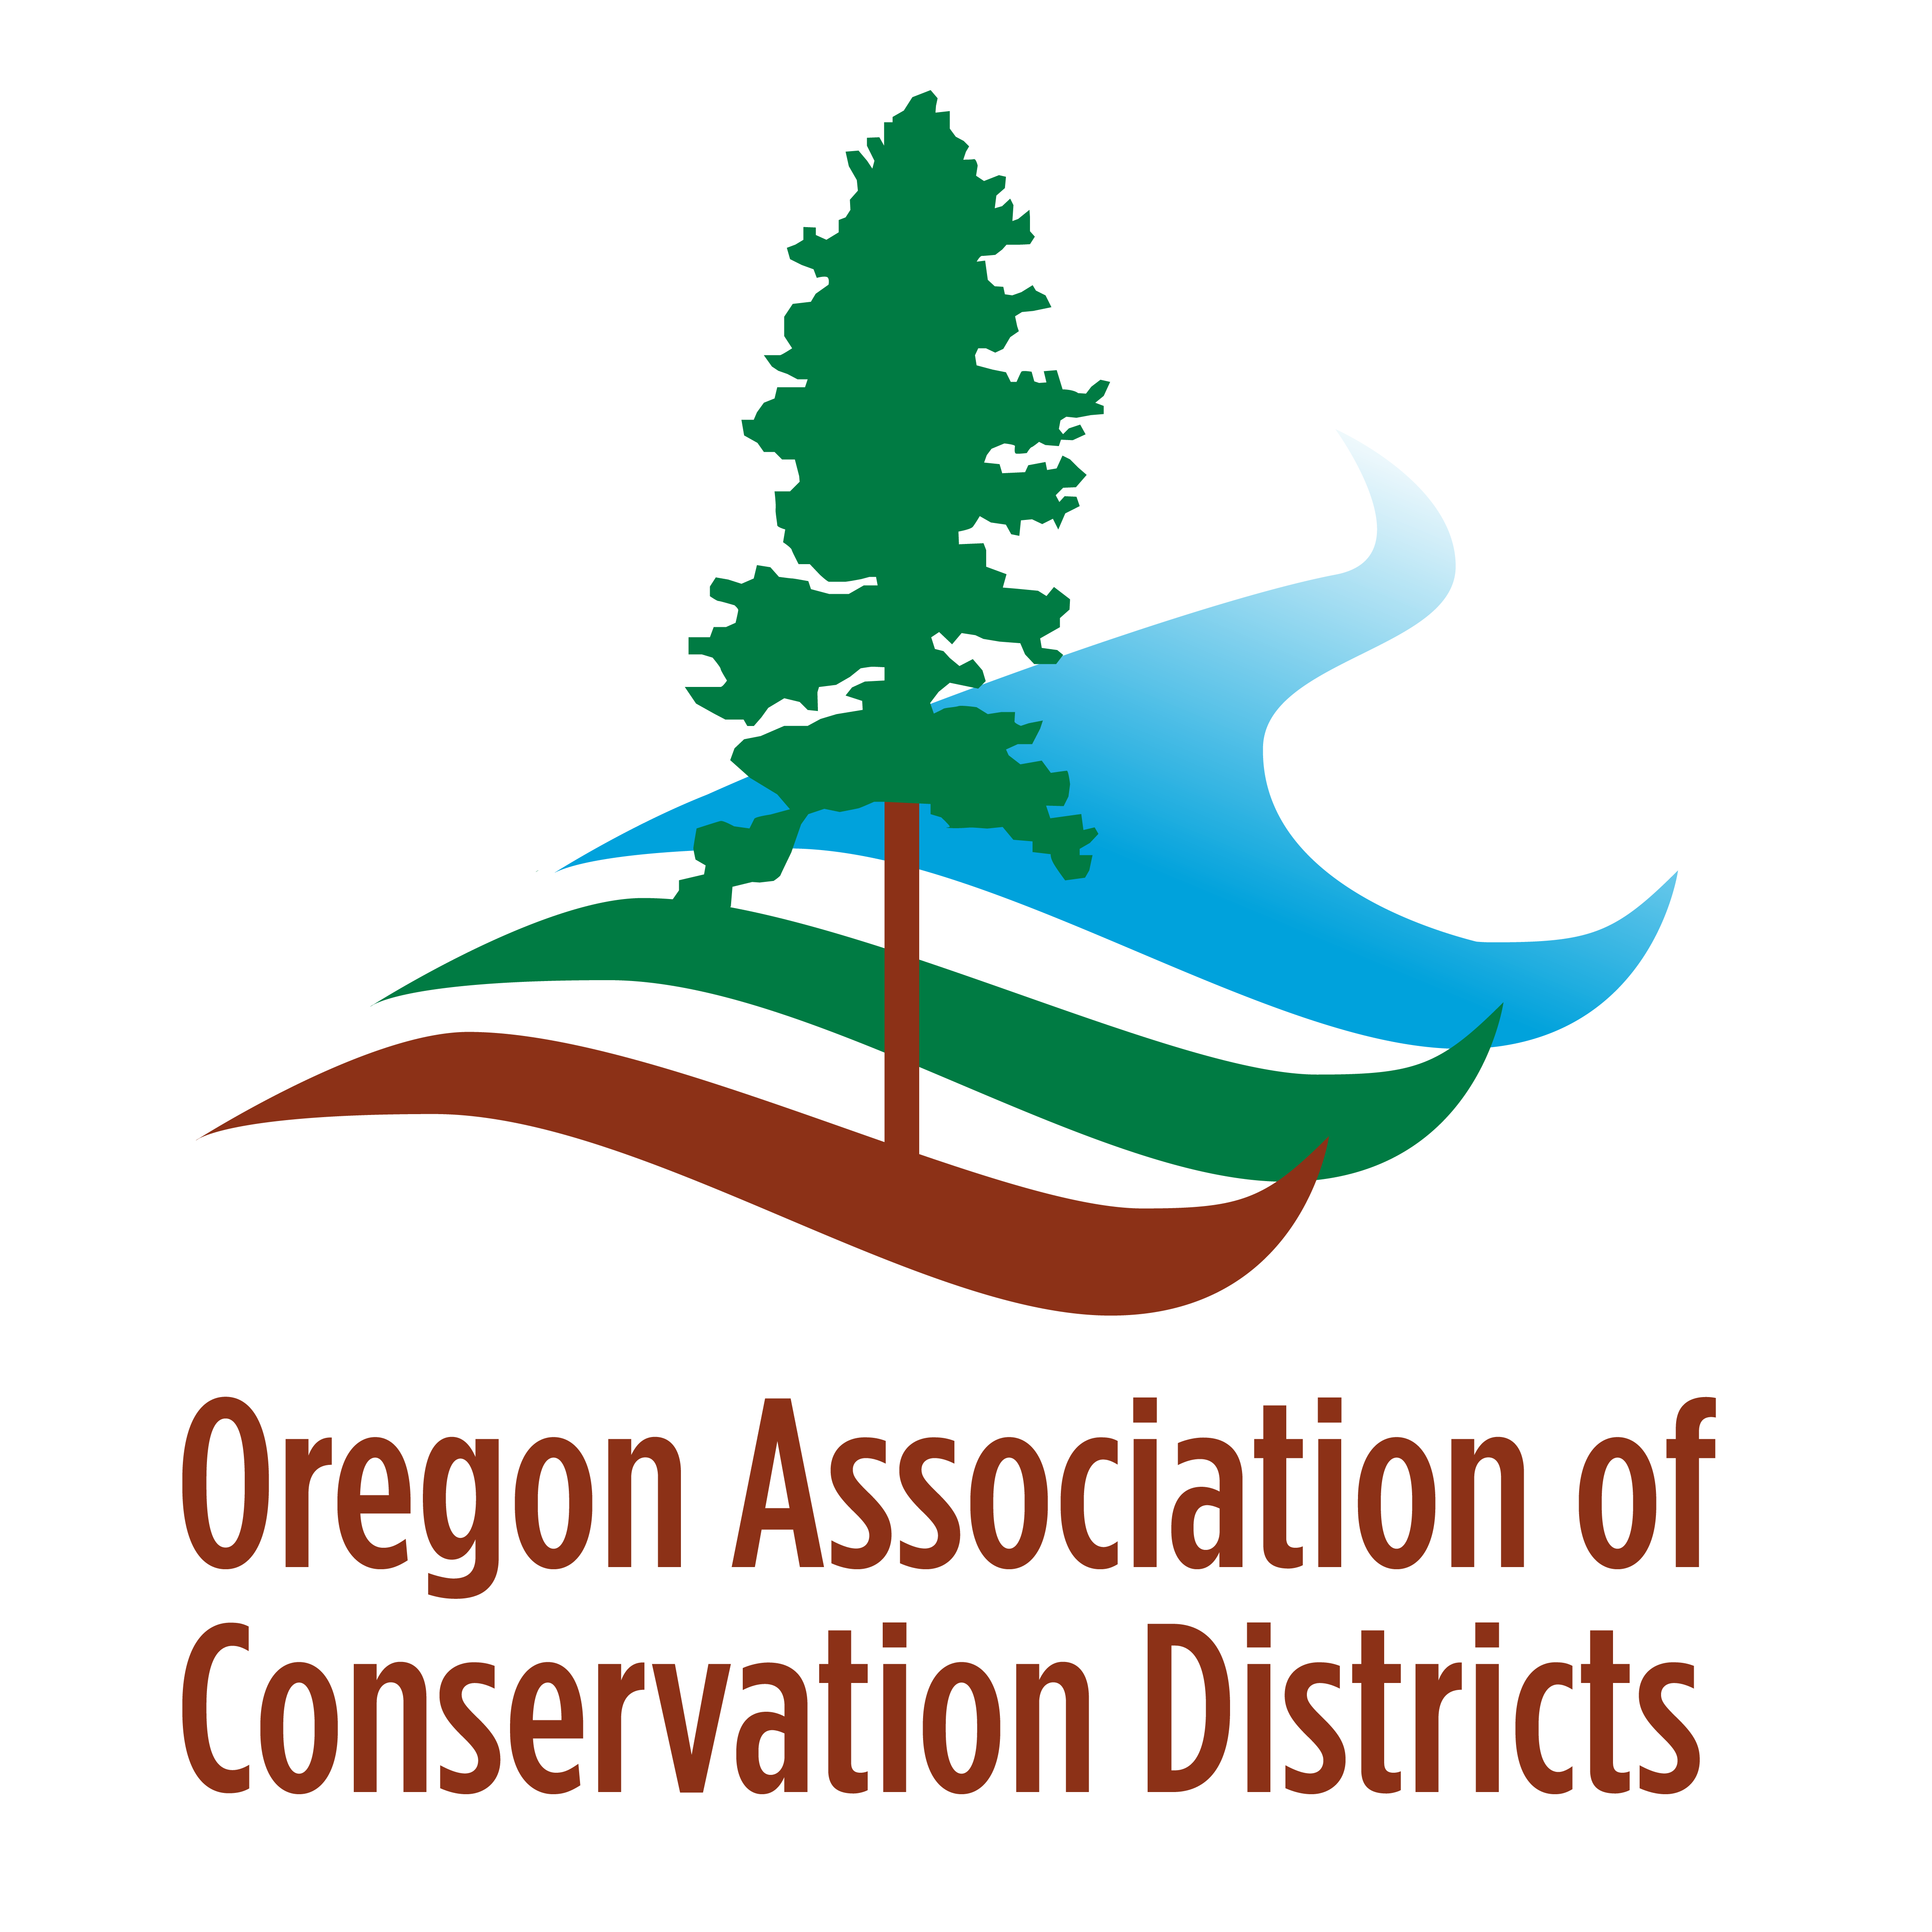 Oregon Association of
Conservation Districts